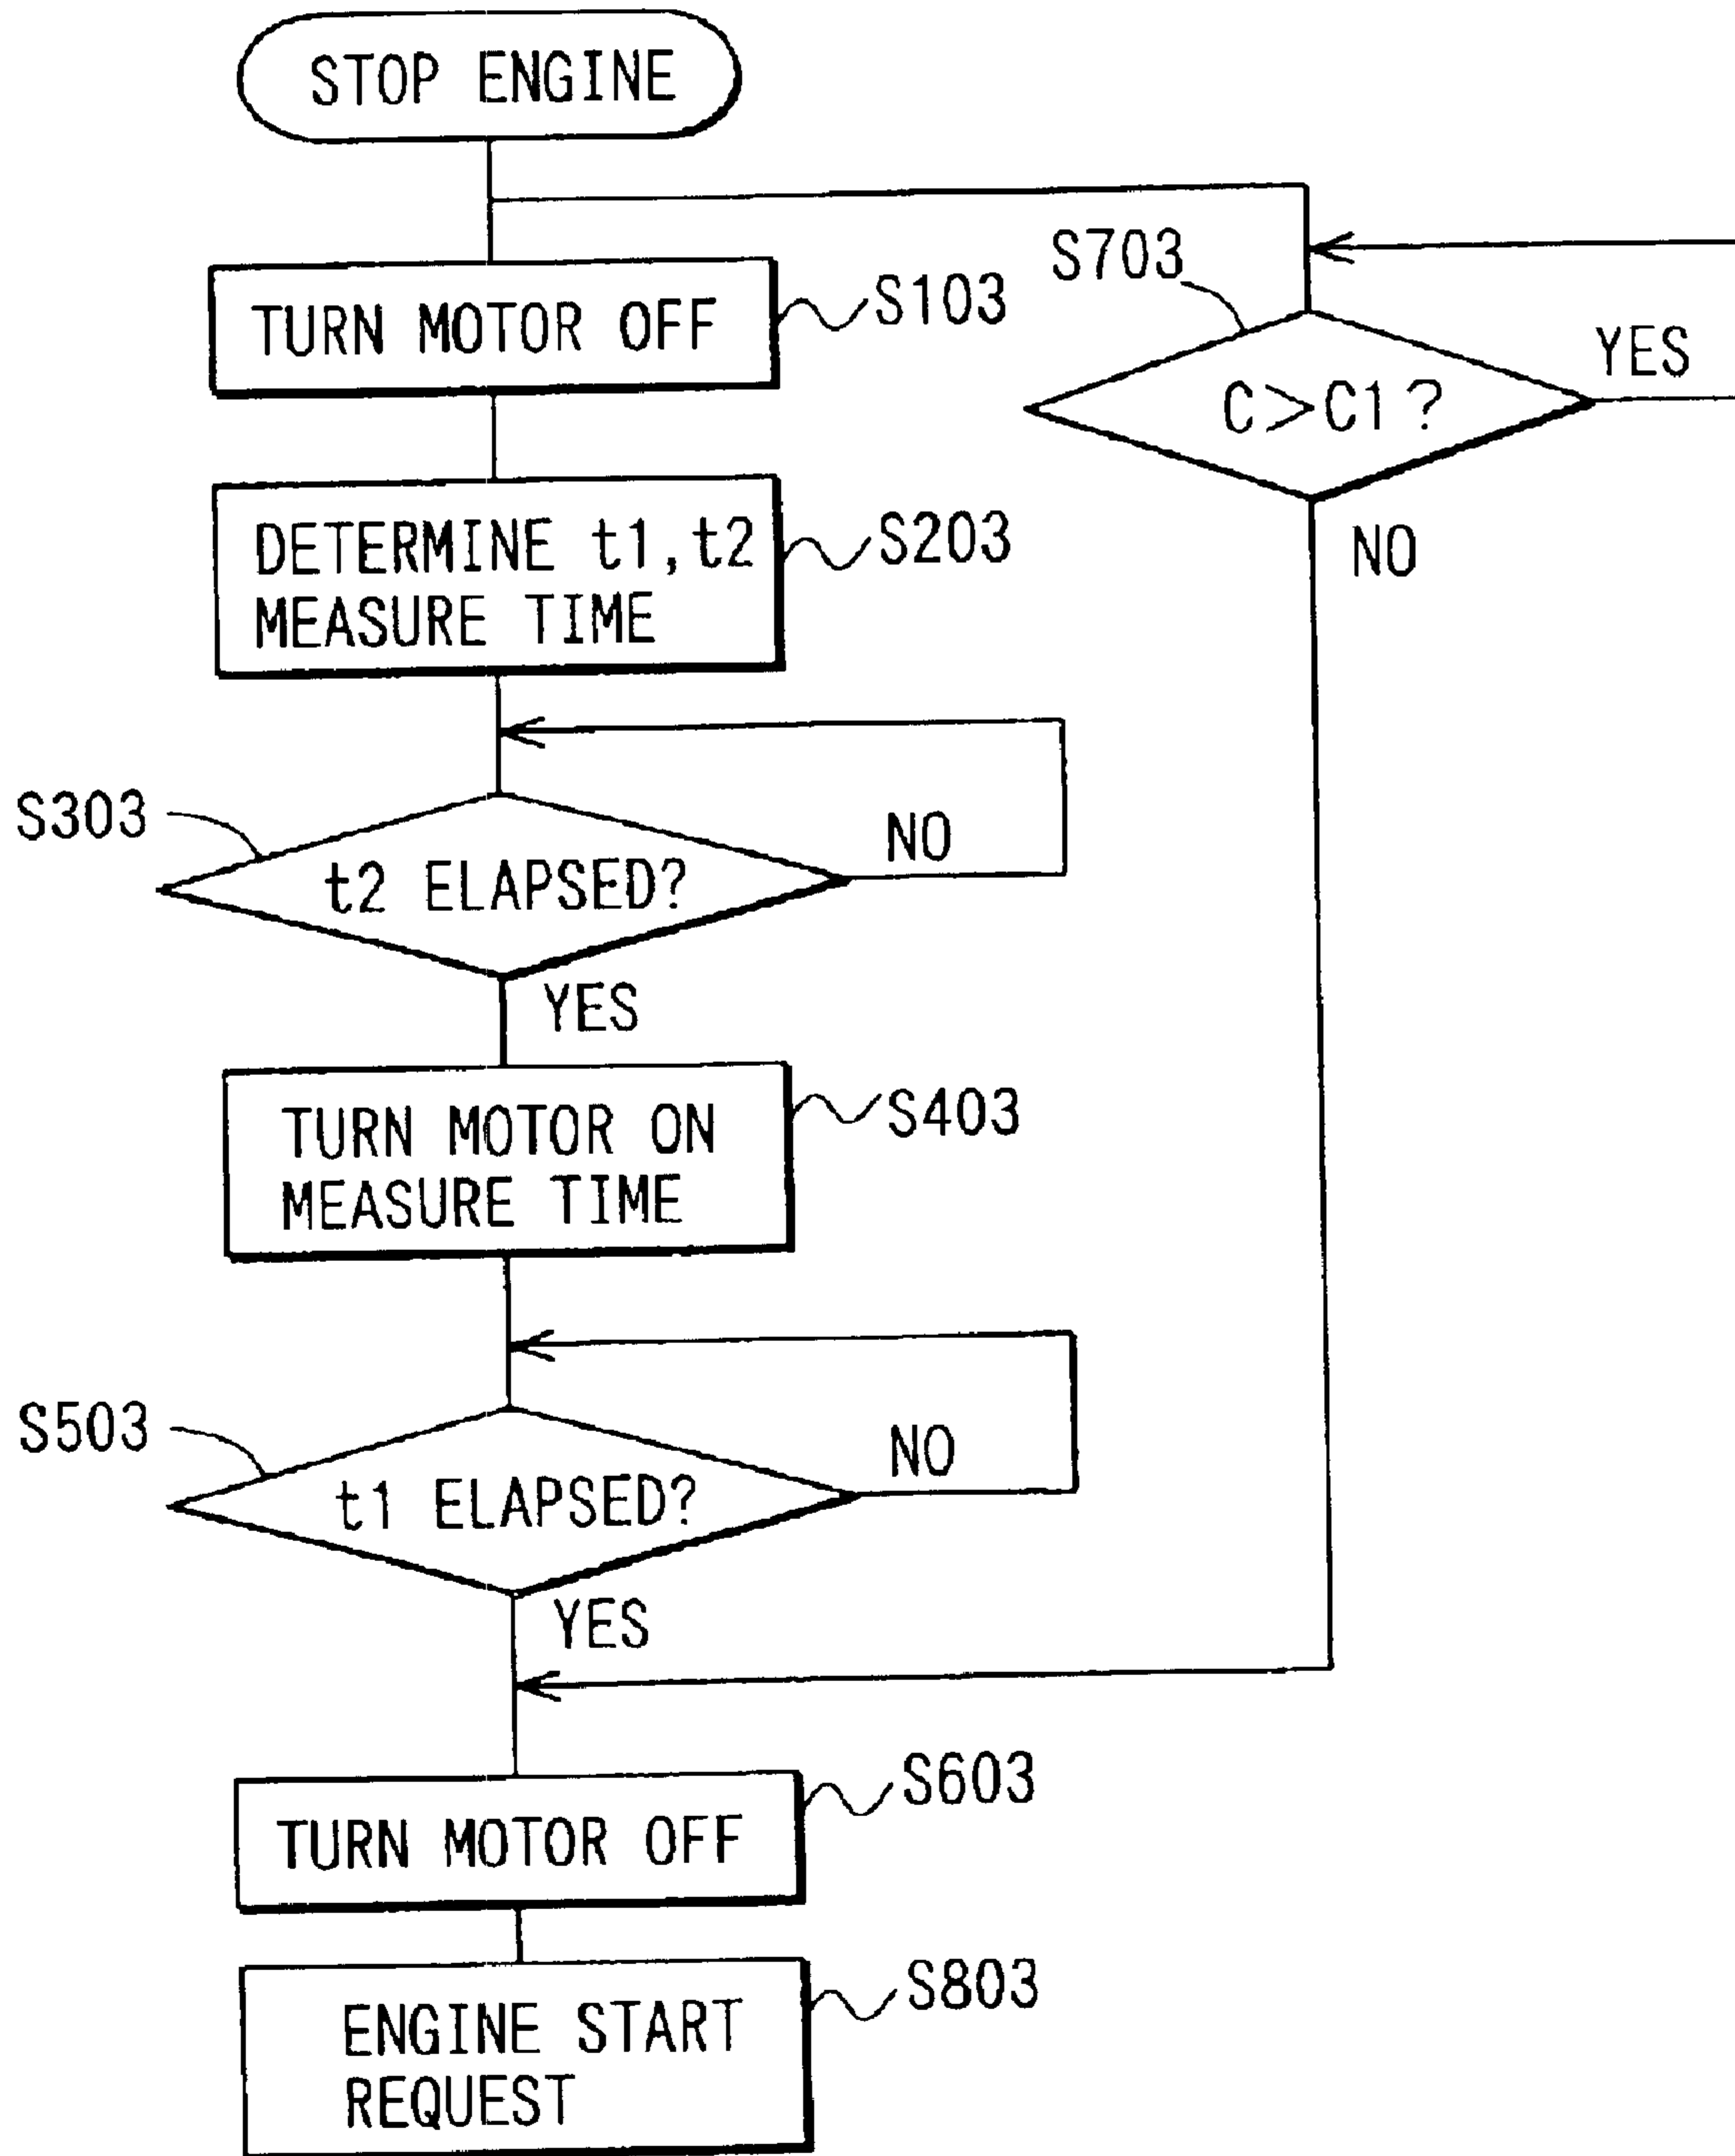 STOP ENGINE
TURN MOTOR OFF
S103
S703
C>C1?
YES
NO
DETERMINE t1,t2
MEASURE TIME
S203
S303
t2 ELAPSED?
NO
YES
TURN MOTOR ON
MEASURE TIME
S403
S503
t1 ELAPSED?
NO
YES
TURN MOTOR OFF
S603
ENGINE START
REQUEST
S803